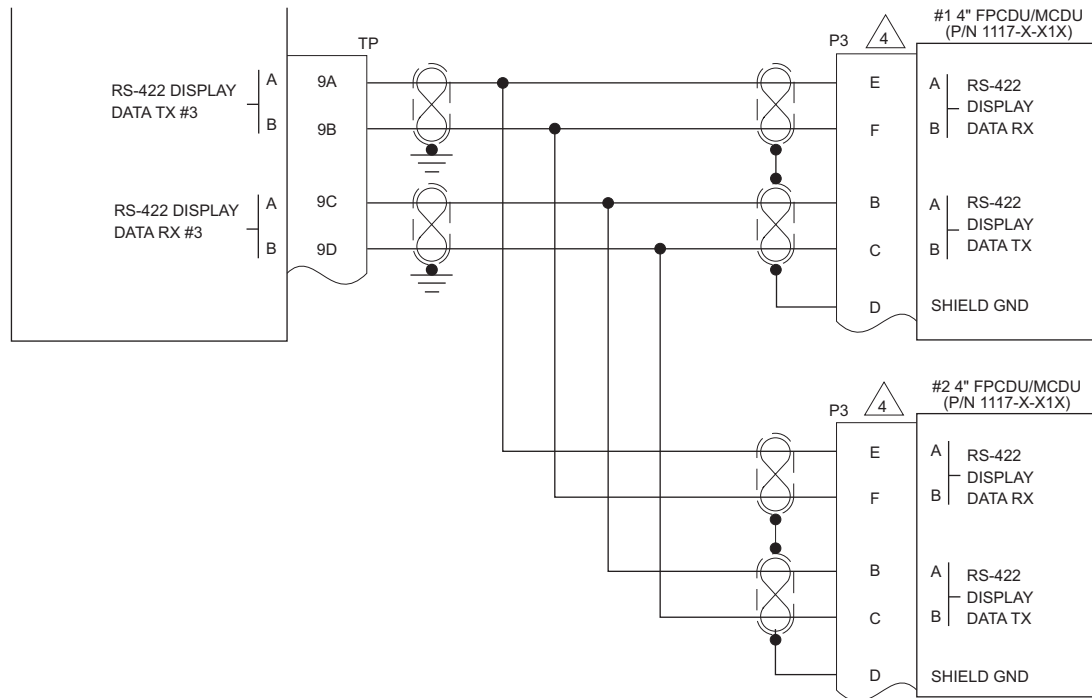 TP
RS-422 DISPLAY
DATA TX #3
A
B
9A
9B
RS-422 DISPLAY
DATA RX #3
A
B
9C
9D
#1 4" FPCDU/MCDU
(P/N 1117-X-X1X)
P3
4
E
F
A
B
RS-422
DISPLAY
DATA RX
B
C
A
B
RS-422
DISPLAY
DATA TX
D
SHIELD GND
#2 4" FPCDU/MCDU
(P/N 1117-X-X1X)
P3
4
E
F
A
B
RS-422
DISPLAY
DATA RX
B
C
A
B
RS-422
DISPLAY
DATA TX
D
SHIELD GND